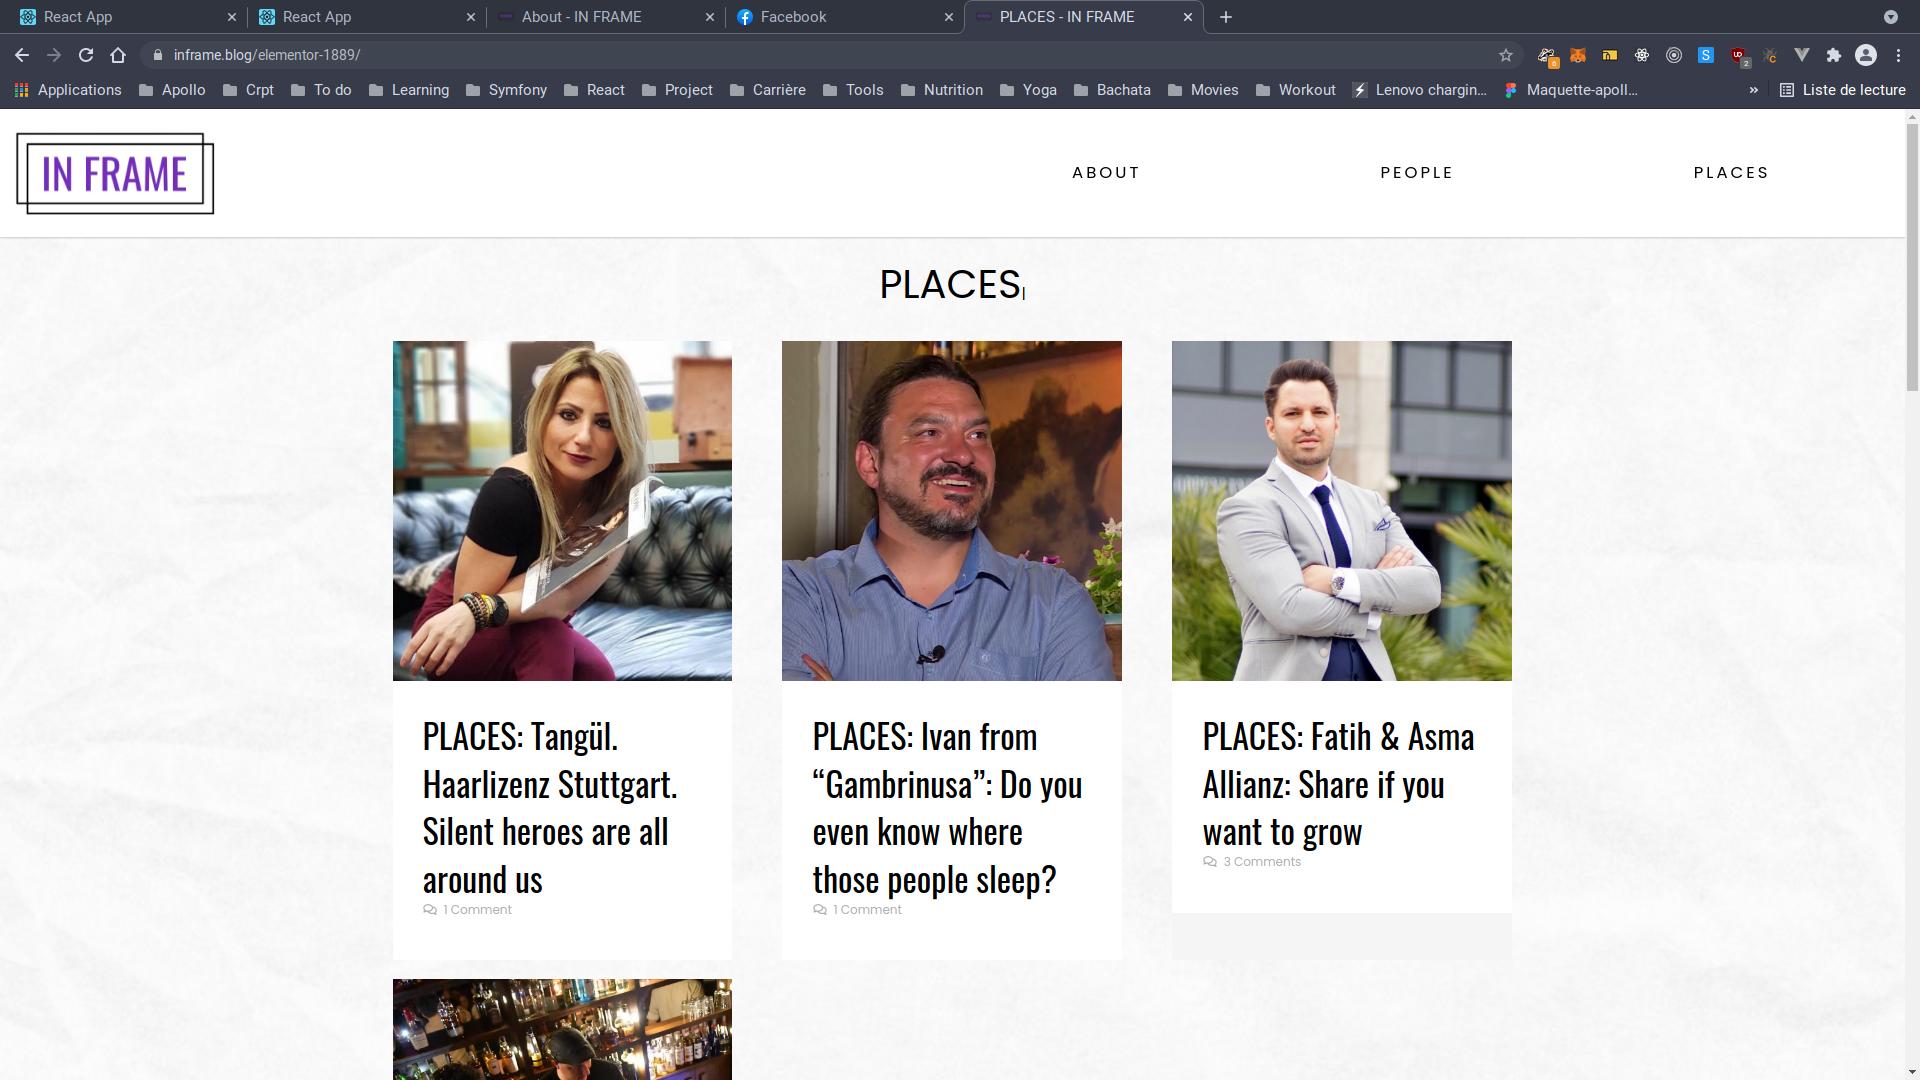 React App
React App
About - IN FRAME
Facebook
PLACES - IN FRAME
inframe.blog/elementor-1889/
Applications
Apollo
Crpt
To do
Learning
Symfony
React
Project
Carrière
Tools
Nutrition
Yoga
Bachata
Movies
Workout
Lenovo chargin...
Maquette-apoll...
»
Liste de lecture
IN FRAME
ABOUT
PEOPLE
PLACES
PLACES
PLACES: Tangül.
Haarlizenz Stuttgart.
Silent heroes are all
around us
1 Comment
PLACES: Ivan from
“Gambrinusa”: Do you
even know where
those people sleep?
1 Comment
PLACES: Fatih & Asma
Allianz: Share if you
want to grow
3 Comments